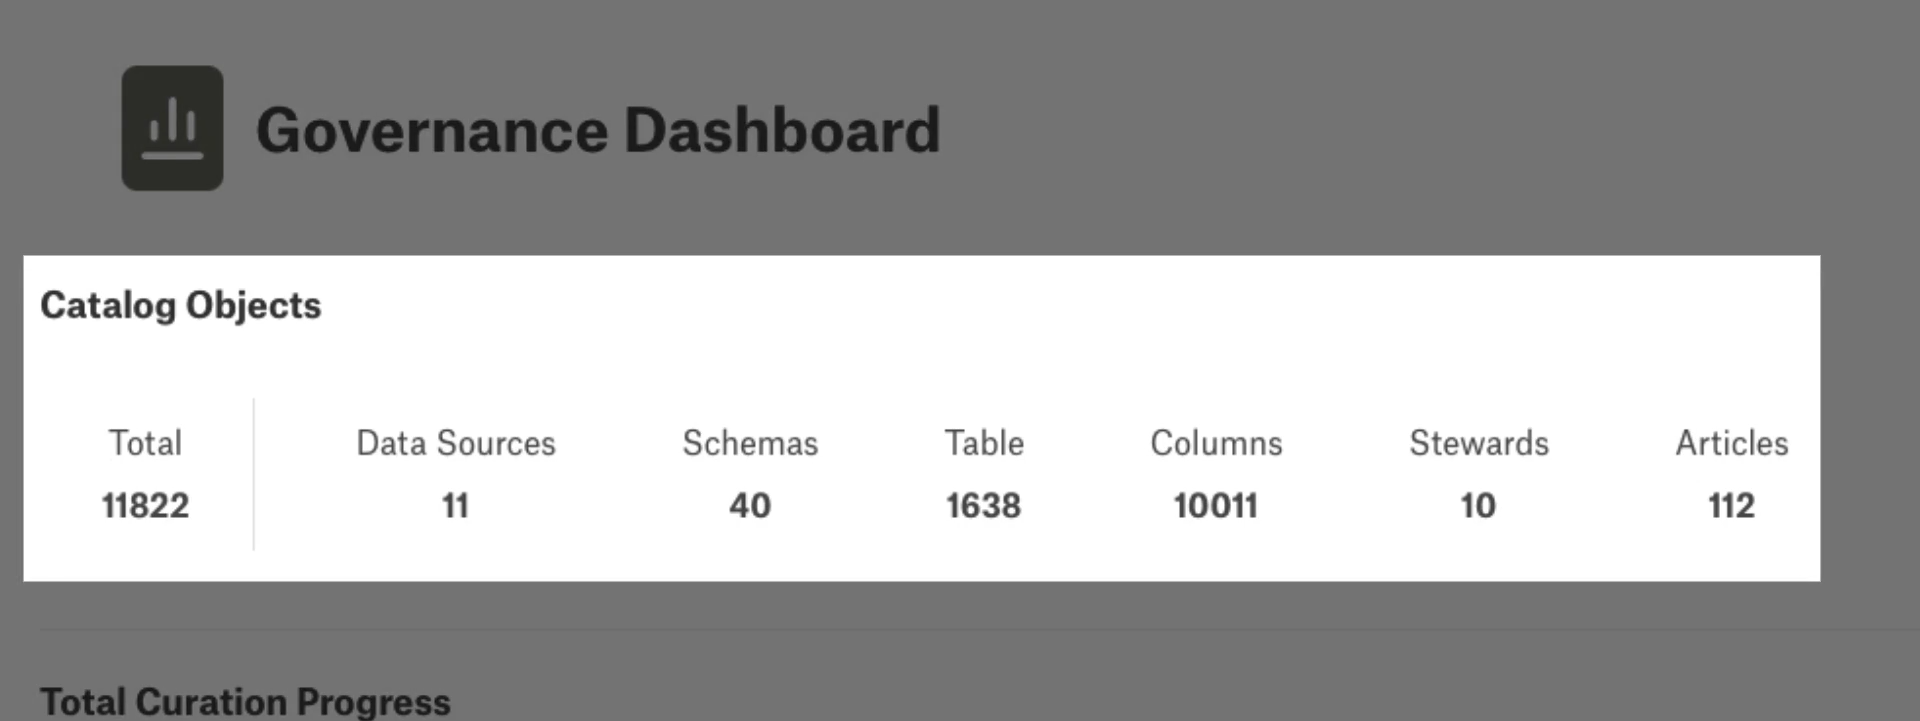 Governance Dashboard
Catalog Objects
Total Data Sources Schemas Table Columns Stewards Articles
11822 11 40 1638 10011 10 112
Total Curation Progress